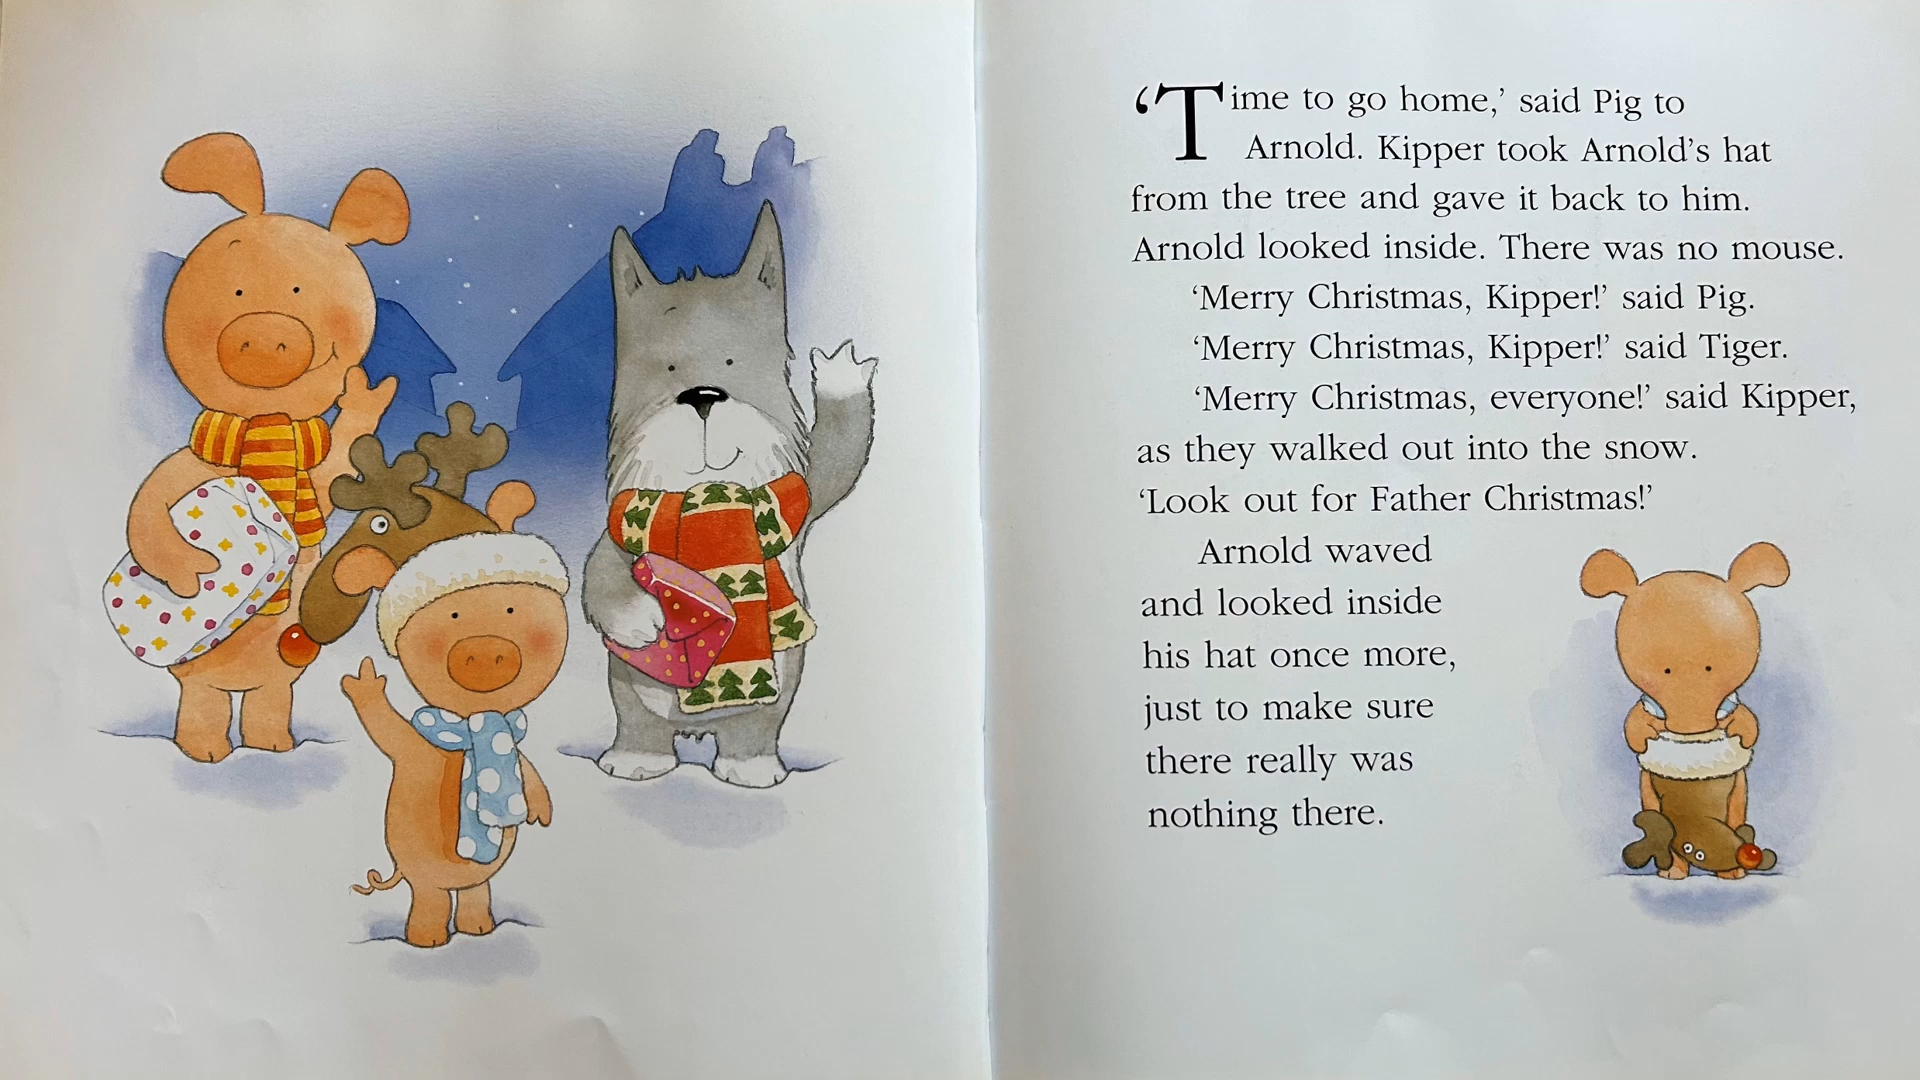 ‘Time to go home,’ said Pig to
Arnold. Kipper took Arnold’s hat
from the tree and gave it back to him.
Arnold looked inside. There was no mouse.
‘Merry Christmas, Kipper!’ said Pig.
‘Merry Christmas, Kipper!’ said Tiger.
‘Merry Christmas, everyone!’ said Kipper,
as they walked out into the snow.
‘Look out for Father Christmas!’
Arnold waved
and looked inside
his hat once more,
just to make sure
there really was
nothing there.